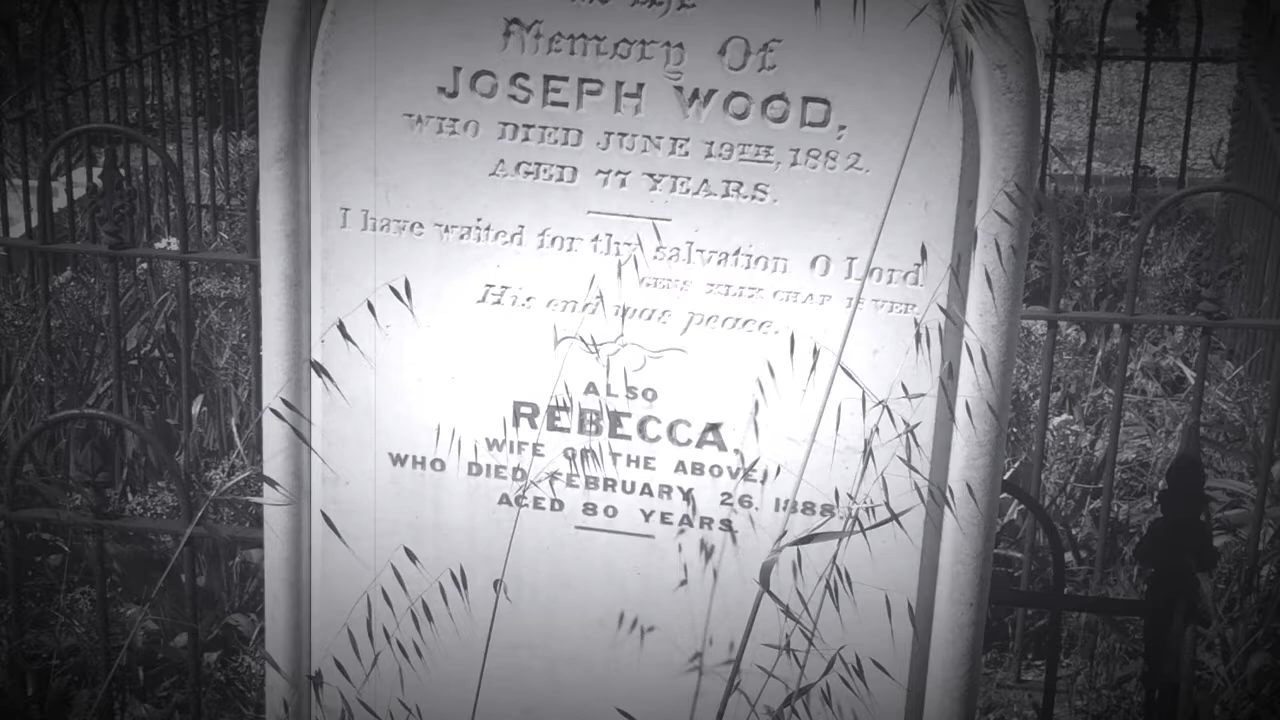 Memory Of
JOSEPH WOOD,
WHO DIED JUNE 19TH, 1882.
AGED 77 YEARS.
I have waited for thy salvation O Lord
GENS XLIX CHAP 18 VER.
His end was peace.
ALSO
REBECCA,
WIFE OF THE ABOVE,
WHO DIED FEBRUARY 26. 1888
AGED 80 YEARS